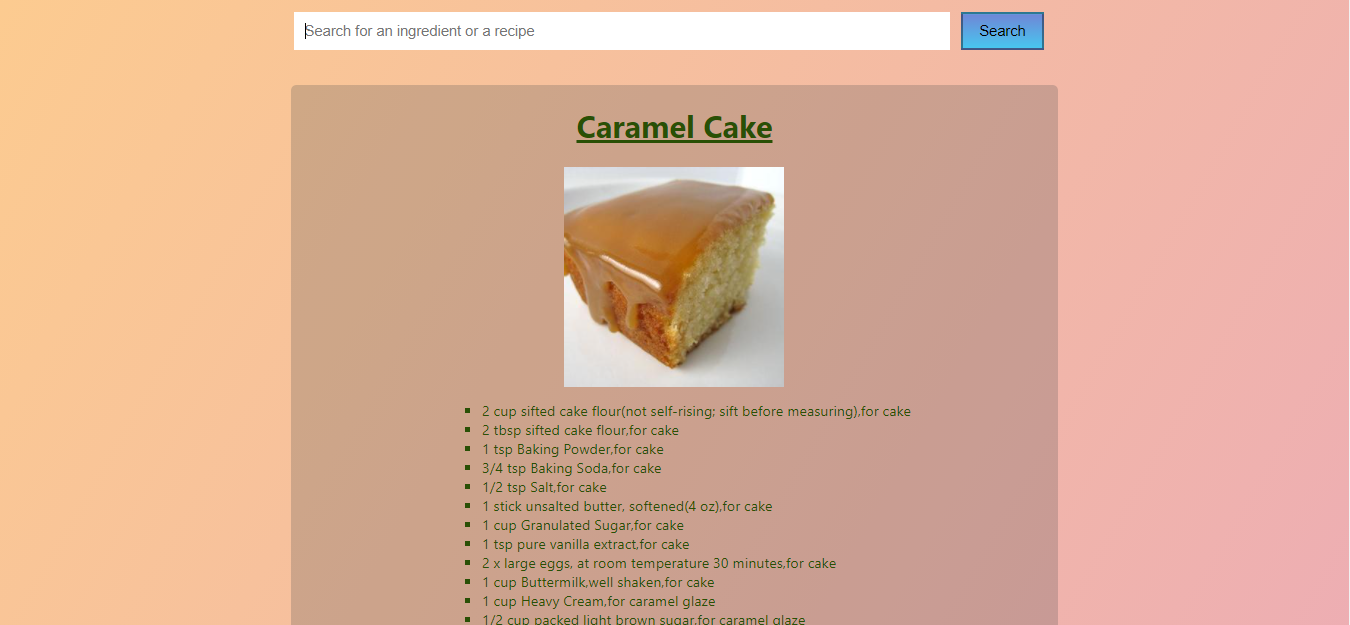 Search for an ingredient or a recipe
Search
Caramel Cake
2 cup sifted cake flour(not self-rising; sift before measuring),for cake
2 tbsp sifted cake flour,for cake
1 tsp Baking Powder,for cake
3/4 tsp Baking Soda,for cake
1/2 tsp Salt,for cake
1 stick unsalted butter, softened(4 oz),for cake
1 cup Granulated Sugar,for cake
1 tsp pure vanilla extract,for cake
2 x large eggs, at room temperature 30 minutes,for cake
1 cup Buttermilk,well shaken,for cake
1 cup Heavy Cream,for caramel glaze
1/2 cup packed light brown sugar,for caramel glaze